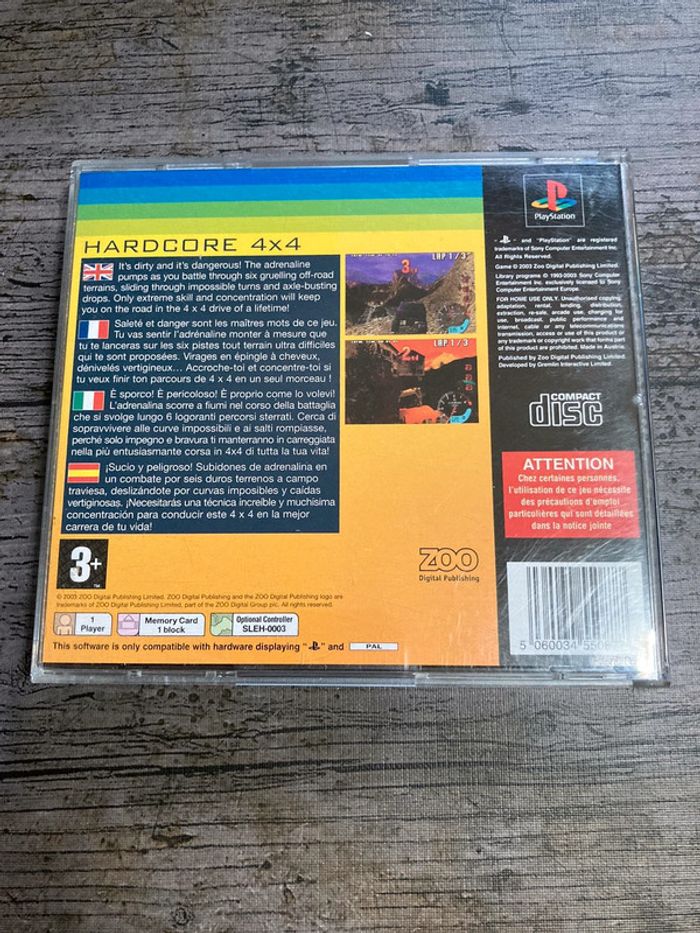 HARDCORE 4x4
It's dirty and it's dangerous! The adrenaline
pumps as you battle through six gruelling off-road
terrains, sliding through impossible turns and axle-busting
drops. Only extreme skill and concentration will keep
you on the road in the 4 x 4 drive of a lifetime!
Saleté et danger sont les maîtres mots de ce jeu.
Tu vas sentir l'adrénaline monter à mesure que
tu te lanceras sur les six pistes tout terrain ultra difficiles
qui te sont proposées. Virages en épingle à cheveux,
dénivelés vertigineux... Accroche-toi et concentre-toi si
tu veux finir ton parcours de 4 x 4 en un seul morceau !
È sporco! È pericoloso! È proprio come lo volevi!
L'adrenalina scorre a fiumi nel corso della battaglia
che si svolge lungo 6 logoranti percorsi sterrati. Cerca di
sopravvivere alle curve impossibili e ai salti rompiasse,
perché solo impegno e bravura ti manterranno in carreggiata
nella più entusiasmante corsa in 4x4 di tutta la tua vita!
¡Sucio y peligroso! Subidones de adrenalina en
un combate por seis duros terrenos a campo
traviesa, deslizándote por curvas imposibles y caídas
vertiginosas. ¡Necesitarás una técnica increíble y muchísima
concentración para conducir este 4 x 4 en la mejor
carrera de tu vida!
LAP 1/3
3
LAP 1/3
2
3+
ZOO
Digital Publishing
© 2003 ZOO Digital Publishing Limited. ZOO Digital Publishing and the ZOO Digital Publishing logo are
trademarks of ZOO Digital Publishing Limited, part of the ZOO Digital Group plc. All rights reserved.
1
Player
Memory Card
1 block
Optional Controller
SLEH-0003
This software is only compatible with hardware displaying " " and PAL
PlayStation
" " and "PlayStation" are registered
trademarks of Sony Computer Entertainment Inc.
All Rights Reserved.
Game © 2003 ZOO Digital Publishing Limited.
Library programs © 1993-2003 Sony Computer
Entertainment Inc. exclusively licensed to Sony
Computer Entertainment Europe.
FOR HOME USE ONLY. Unauthorised copying,
adaptation, rental, lending, distribution,
extraction, re-sale, arcade use, charging for
use, broadcast, public performance and
internet, cable or any telecommunications
transmission, access or use of this product or
any trademark or copyright work that forms part
of this product are prohibited. Made in Austria.
Published by Zoo Digital Publishing Limited.
Developed by Gremlin Interactive Limited.
COMPACT
disc
ATTENTION
Chez certaines personnes,
l'utilisation de ce jeu nécessite
des précautions d'emploi
particulières qui sont détaillées
dans la notice jointe
5 060034 550